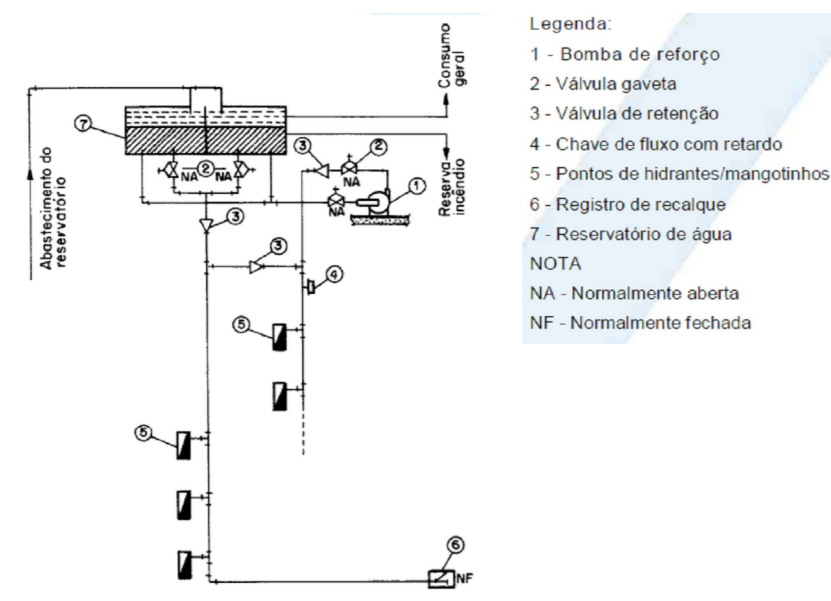 Consumo
geral
7
Abastecimento do
reservatório
NA
2
NA
3
2
NA
1
NA
Reserva
incêndio
3
3
4
5
5
6
NF
Legenda:
1 - Bomba de reforço
2 - Válvula gaveta
3 - Válvula de retenção
4 - Chave de fluxo com retardo
5 - Pontos de hidrantes/mangotinhos
6 - Registro de recalque
7 - Reservatório de água
NOTA
NA - Normalmente aberta
NF - Normalmente fechada